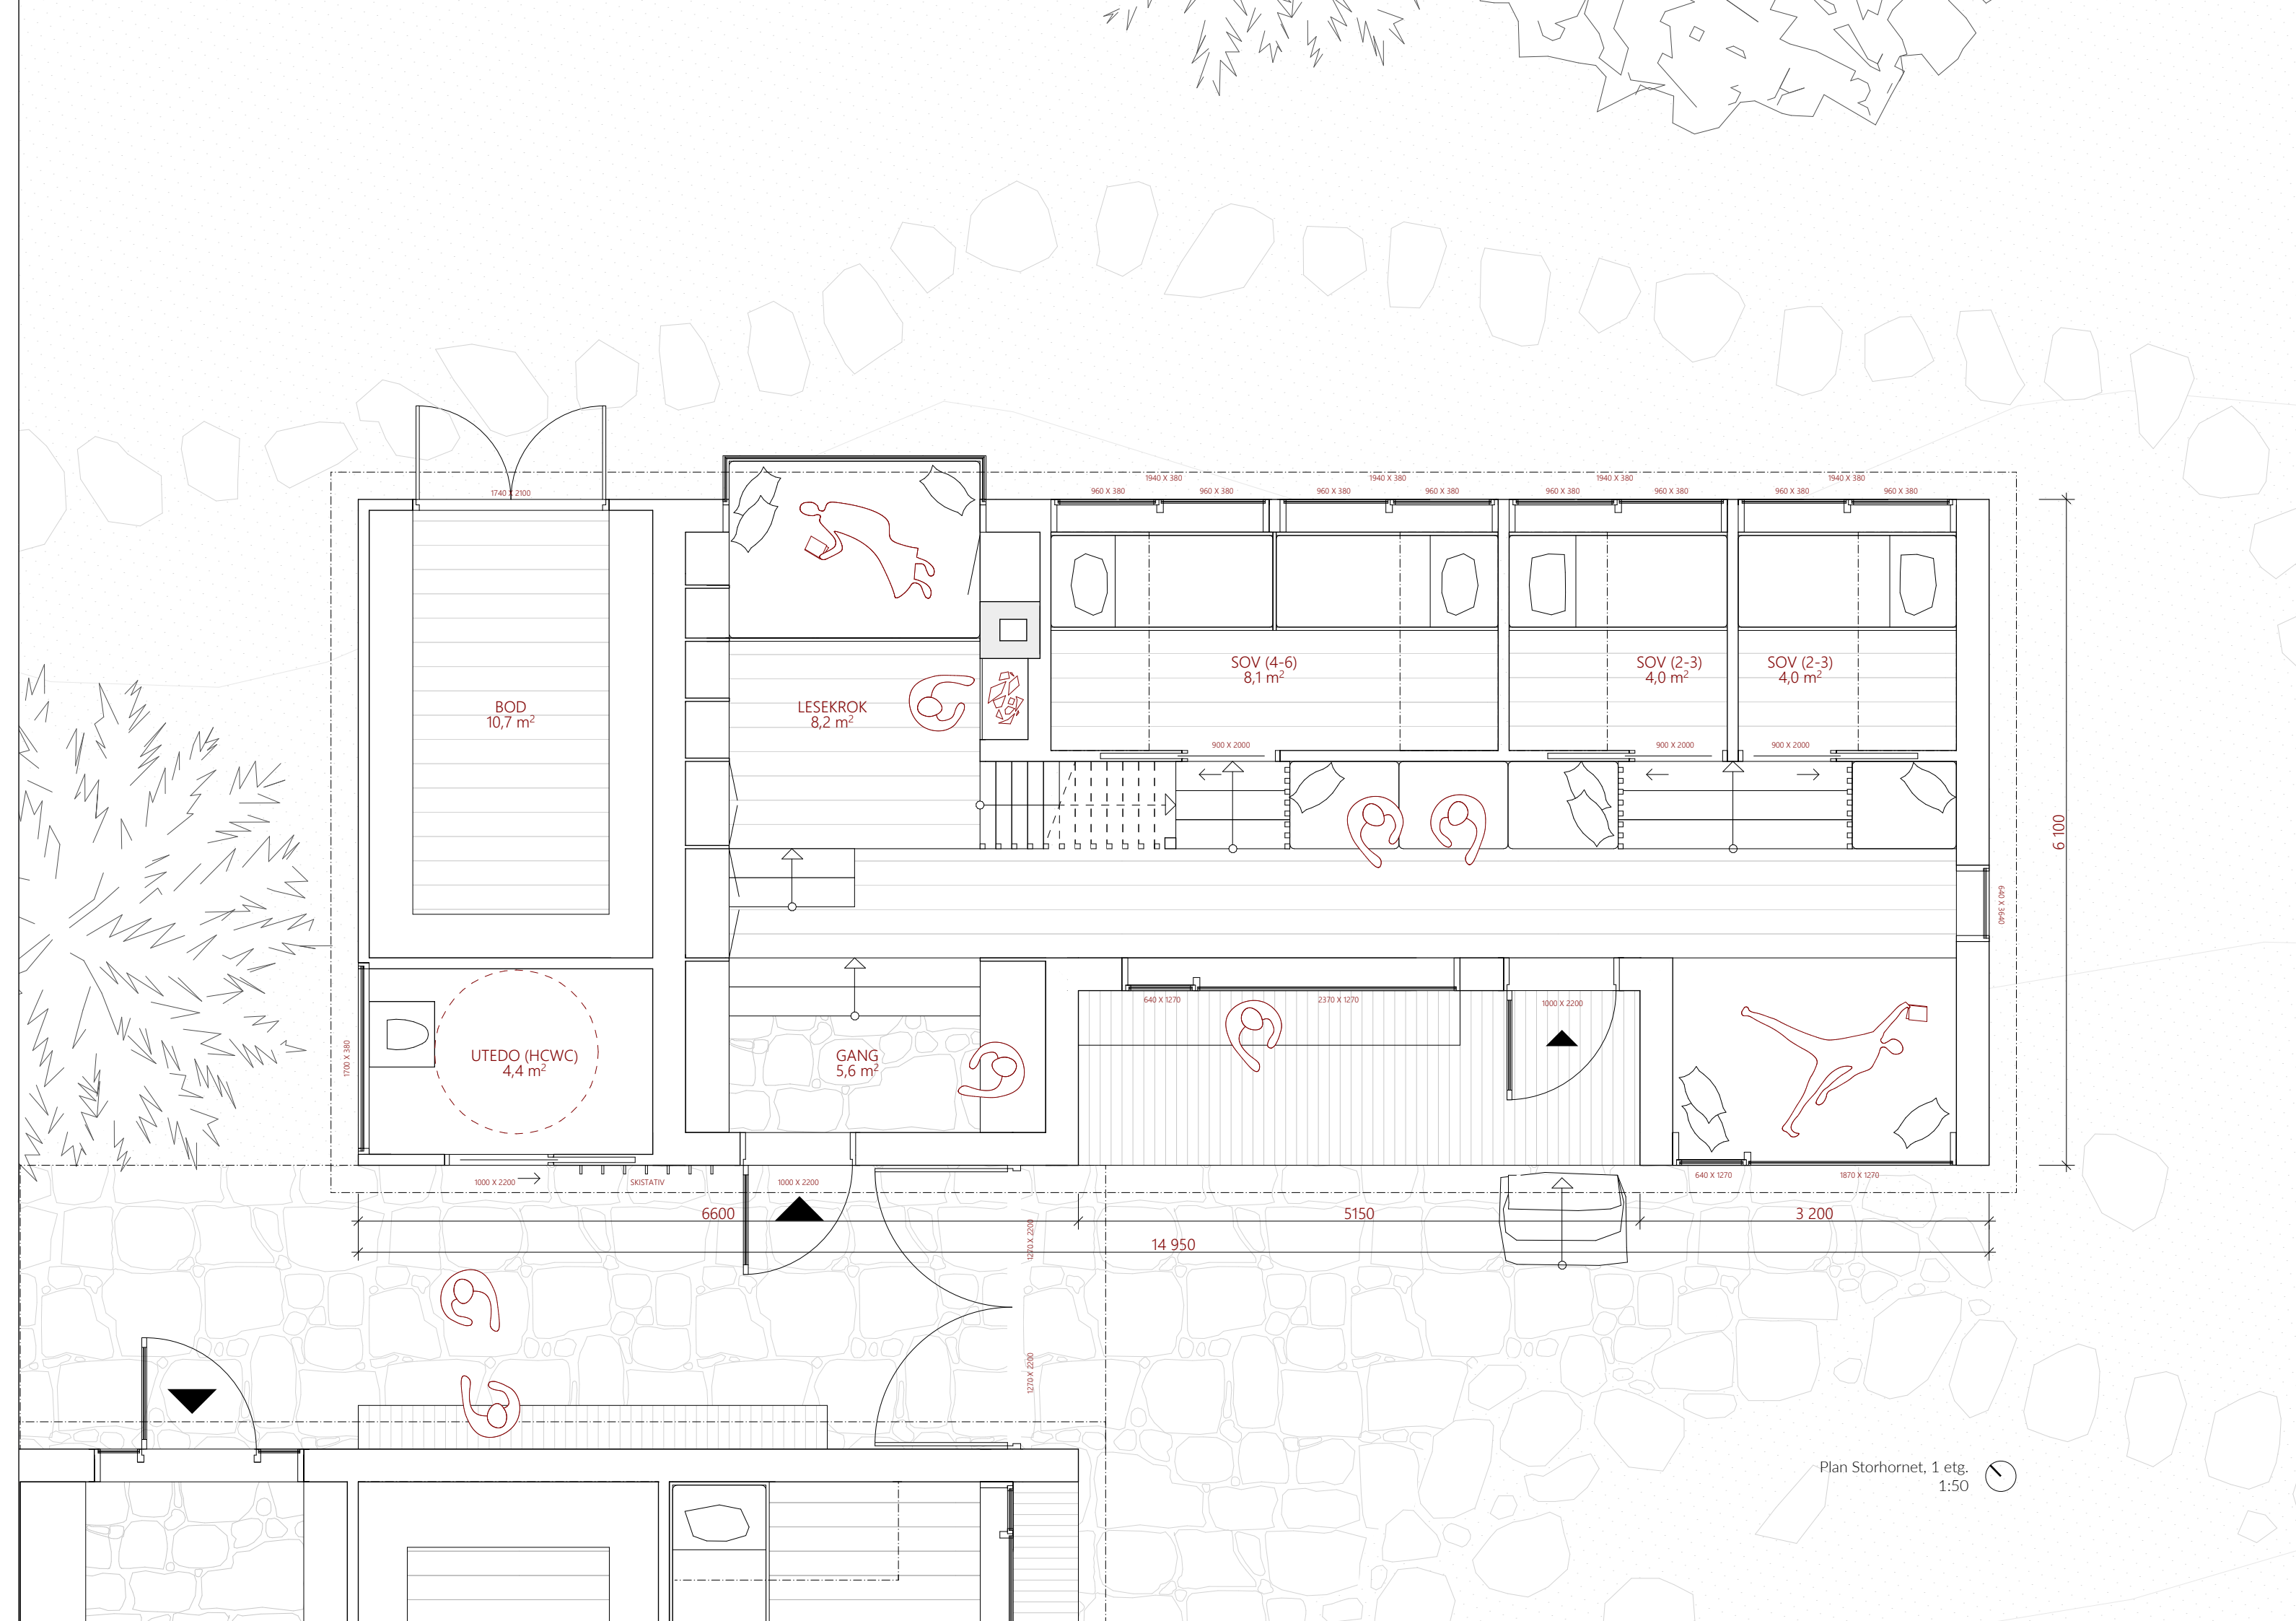 1940 X 380
1940 X 380
1940 X 380
1940 X 380
1740 X 2100
960 X 380
960 X 380
960 X 380
960 X 380
960 X 380
960 X 380
960 X 380
960 X 380
SOV (4-6)
8,1 m²
SOV (2-3)
4,0 m²
SOV (2-3)
4,0 m²
BOD
10,7 m²
LESEKROK
8,2 m²
900 X 2000
900 X 2000
900 X 2000
6 100
640 X 3640
640 X 1270
2370 X 1270
1000 X 2200
1700 X 380
UTEDO (HCWC)
4,4 m²
GANG
5,6 m²
1000 X 2200
SKISTATIV
1000 X 2200
640 X 1270
1870 X 1270
6600
5150
3 200
1270 X 2200
14 950
1270 X 2200
Plan Storhornet, 1 etg.
1:50